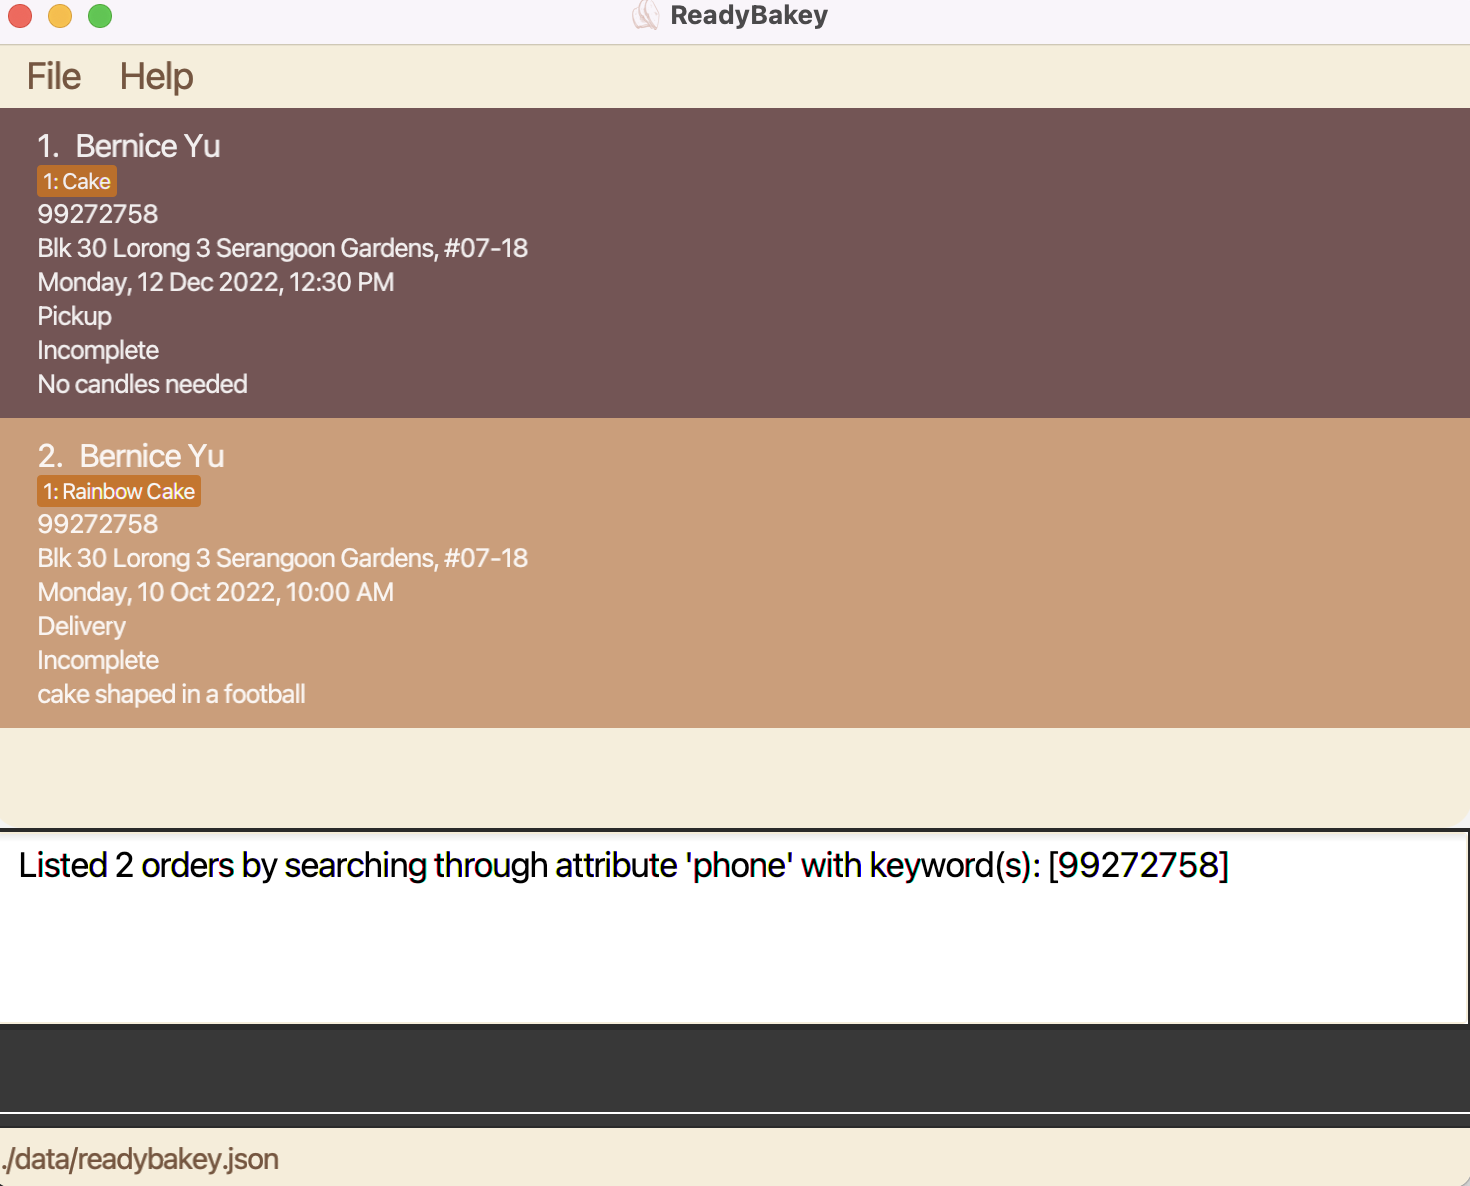 ReadyBakey
File Help
1. Bernice Yu
1: Cake
99272758
Blk 30 Lorong 3 Serangoon Gardens, #07-18
Monday, 12 Dec 2022, 12:30 PM
Pickup
Incomplete
No candles needed
2. Bernice Yu
1: Rainbow Cake
99272758
Blk 30 Lorong 3 Serangoon Gardens, #07-18
Monday, 10 Oct 2022, 10:00 AM
Delivery
Incomplete
cake shaped in a football
Listed 2 orders by searching through attribute 'phone' with keyword(s): [99272758]
./data/readybakey.json